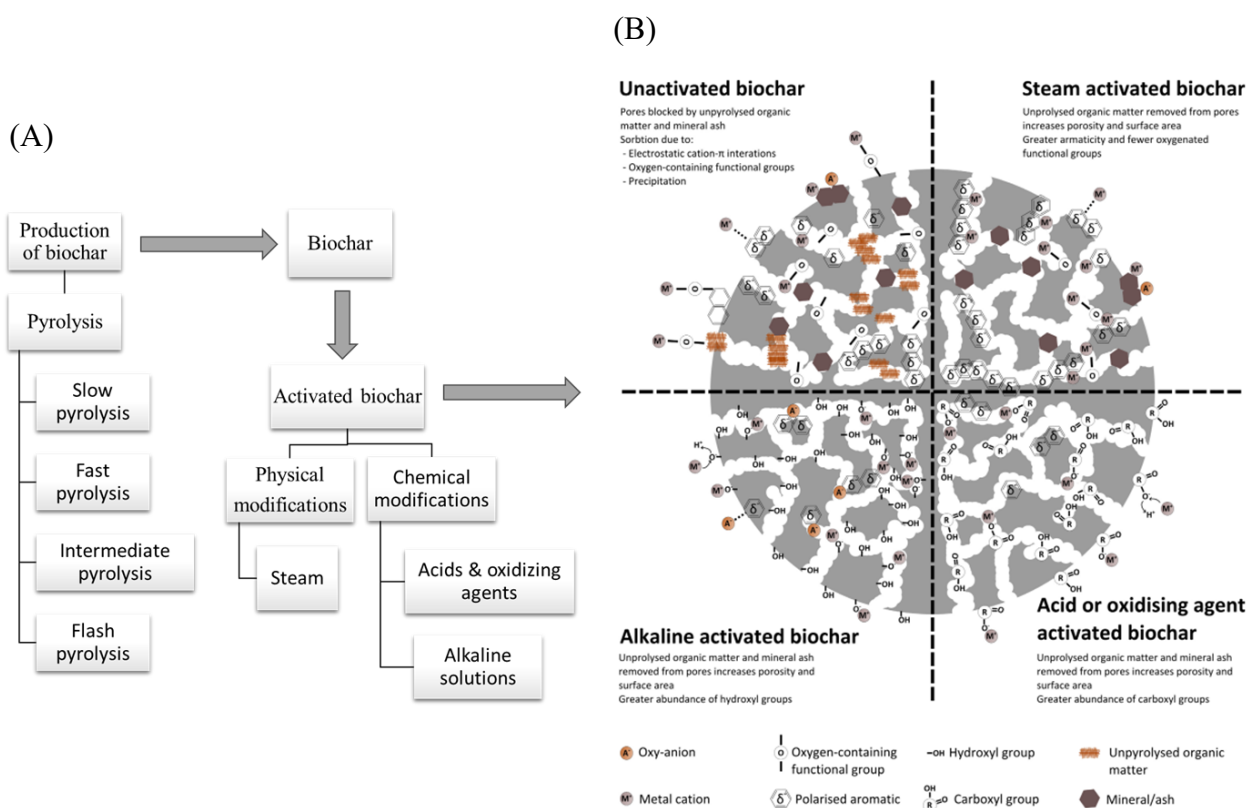 (B)
(A)
Production
of biochar
Biochar
Pyrolysis
Slow
pyrolysis
Fast
pyrolysis
Intermediate
pyrolysis
Flash
pyrolysis
Activated biochar
Physical
modifications
Chemical
modifications
Steam
Acids & oxidizing
agents
Alkaline
solutions
Unactivated biochar
Pores blocked by unpyrolysed organic
matter and mineral ash
Sorbtion due to:
- Electrostatic cation-π interations
- Oxygen-containing functional groups
- Precipitation
Steam activated biochar
Unprolysed organic matter removed from pores
increases porosity and surface area
Greater armaticity and fewer oxygenated
functional groups
Alkaline activated biochar
Unprolysed organic matter and mineral ash
removed from pores increases porosity and
surface area
Greater abundance of hydroxyl groups
Acid or oxidising agent
activated biochar
Unprolysed organic matter and mineral ash
removed from pores increases porosity and
surface area
Greater abundance of carboxyl groups
A⁻ Oxy-anion
O Oxygen-containing
functional group
-OH Hydroxyl group
Unpyrolysed organic
matter
M⁺ Metal cation
δ⁻ Polarised aromatic
OH
R=O Carboxyl group
Mineral/ash